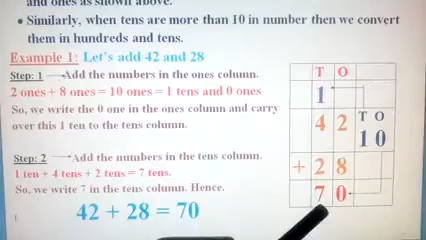 and ones as shown above.
• Similarly, when tens are more than 10 in number then we convert
them in hundreds and tens.
Example 1: Let's add 42 and 28
Step: 1 Add the numbers in the ones column.
2 ones + 8 ones = 10 ones = 1 tens and 0 ones
So, we write the 0 one in the ones column and carry
over this 1 ten to the tens column.
Step: 2 Add the numbers in the tens column.
1 ten + 4 tens + 2 tens = 7 tens.
So, we write 7 in the tens column. Hence.
42 + 28 = 70
T O
1
4 2 T O
1 0
+ 2 8
7 0